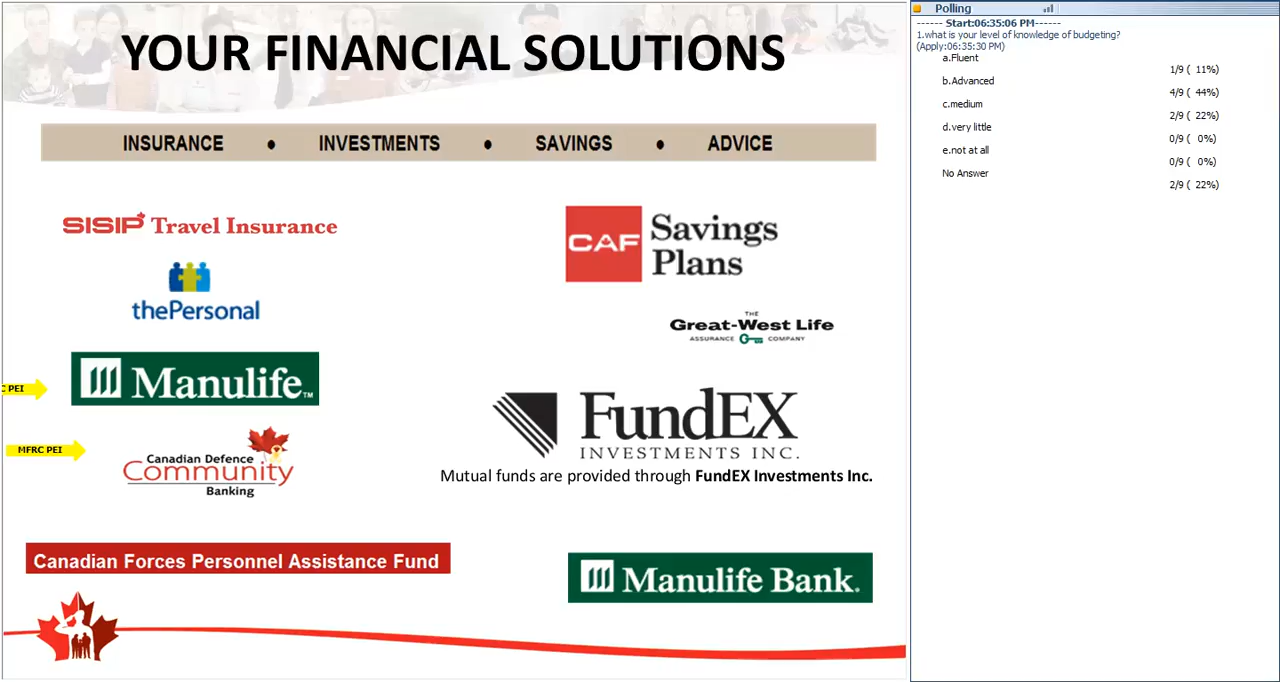 YOUR FINANCIAL SOLUTIONS
INSURANCE • INVESTMENTS • SAVINGS • ADVICE
SISIP Travel Insurance
thePersonal
C PEI
Manulife™
MFRC PEI
Canadian Defence
Community
Banking
Canadian Forces Personnel Assistance Fund
CAF Savings
Plans
THE
Great-West Life
ASSURANCE COMPANY
FundEX
INVESTMENTS INC.
Mutual funds are provided through FundEX Investments Inc.
Manulife Bank.
Polling
------ Start:06:35:06 PM------
1.what is your level of knowledge of budgeting?
(Apply:06:35:30 PM)
a.Fluent
1/9 ( 11%)
b.Advanced
4/9 ( 44%)
c.medium
2/9 ( 22%)
d.very little
0/9 ( 0%)
e.not at all
0/9 ( 0%)
No Answer
2/9 ( 22%)